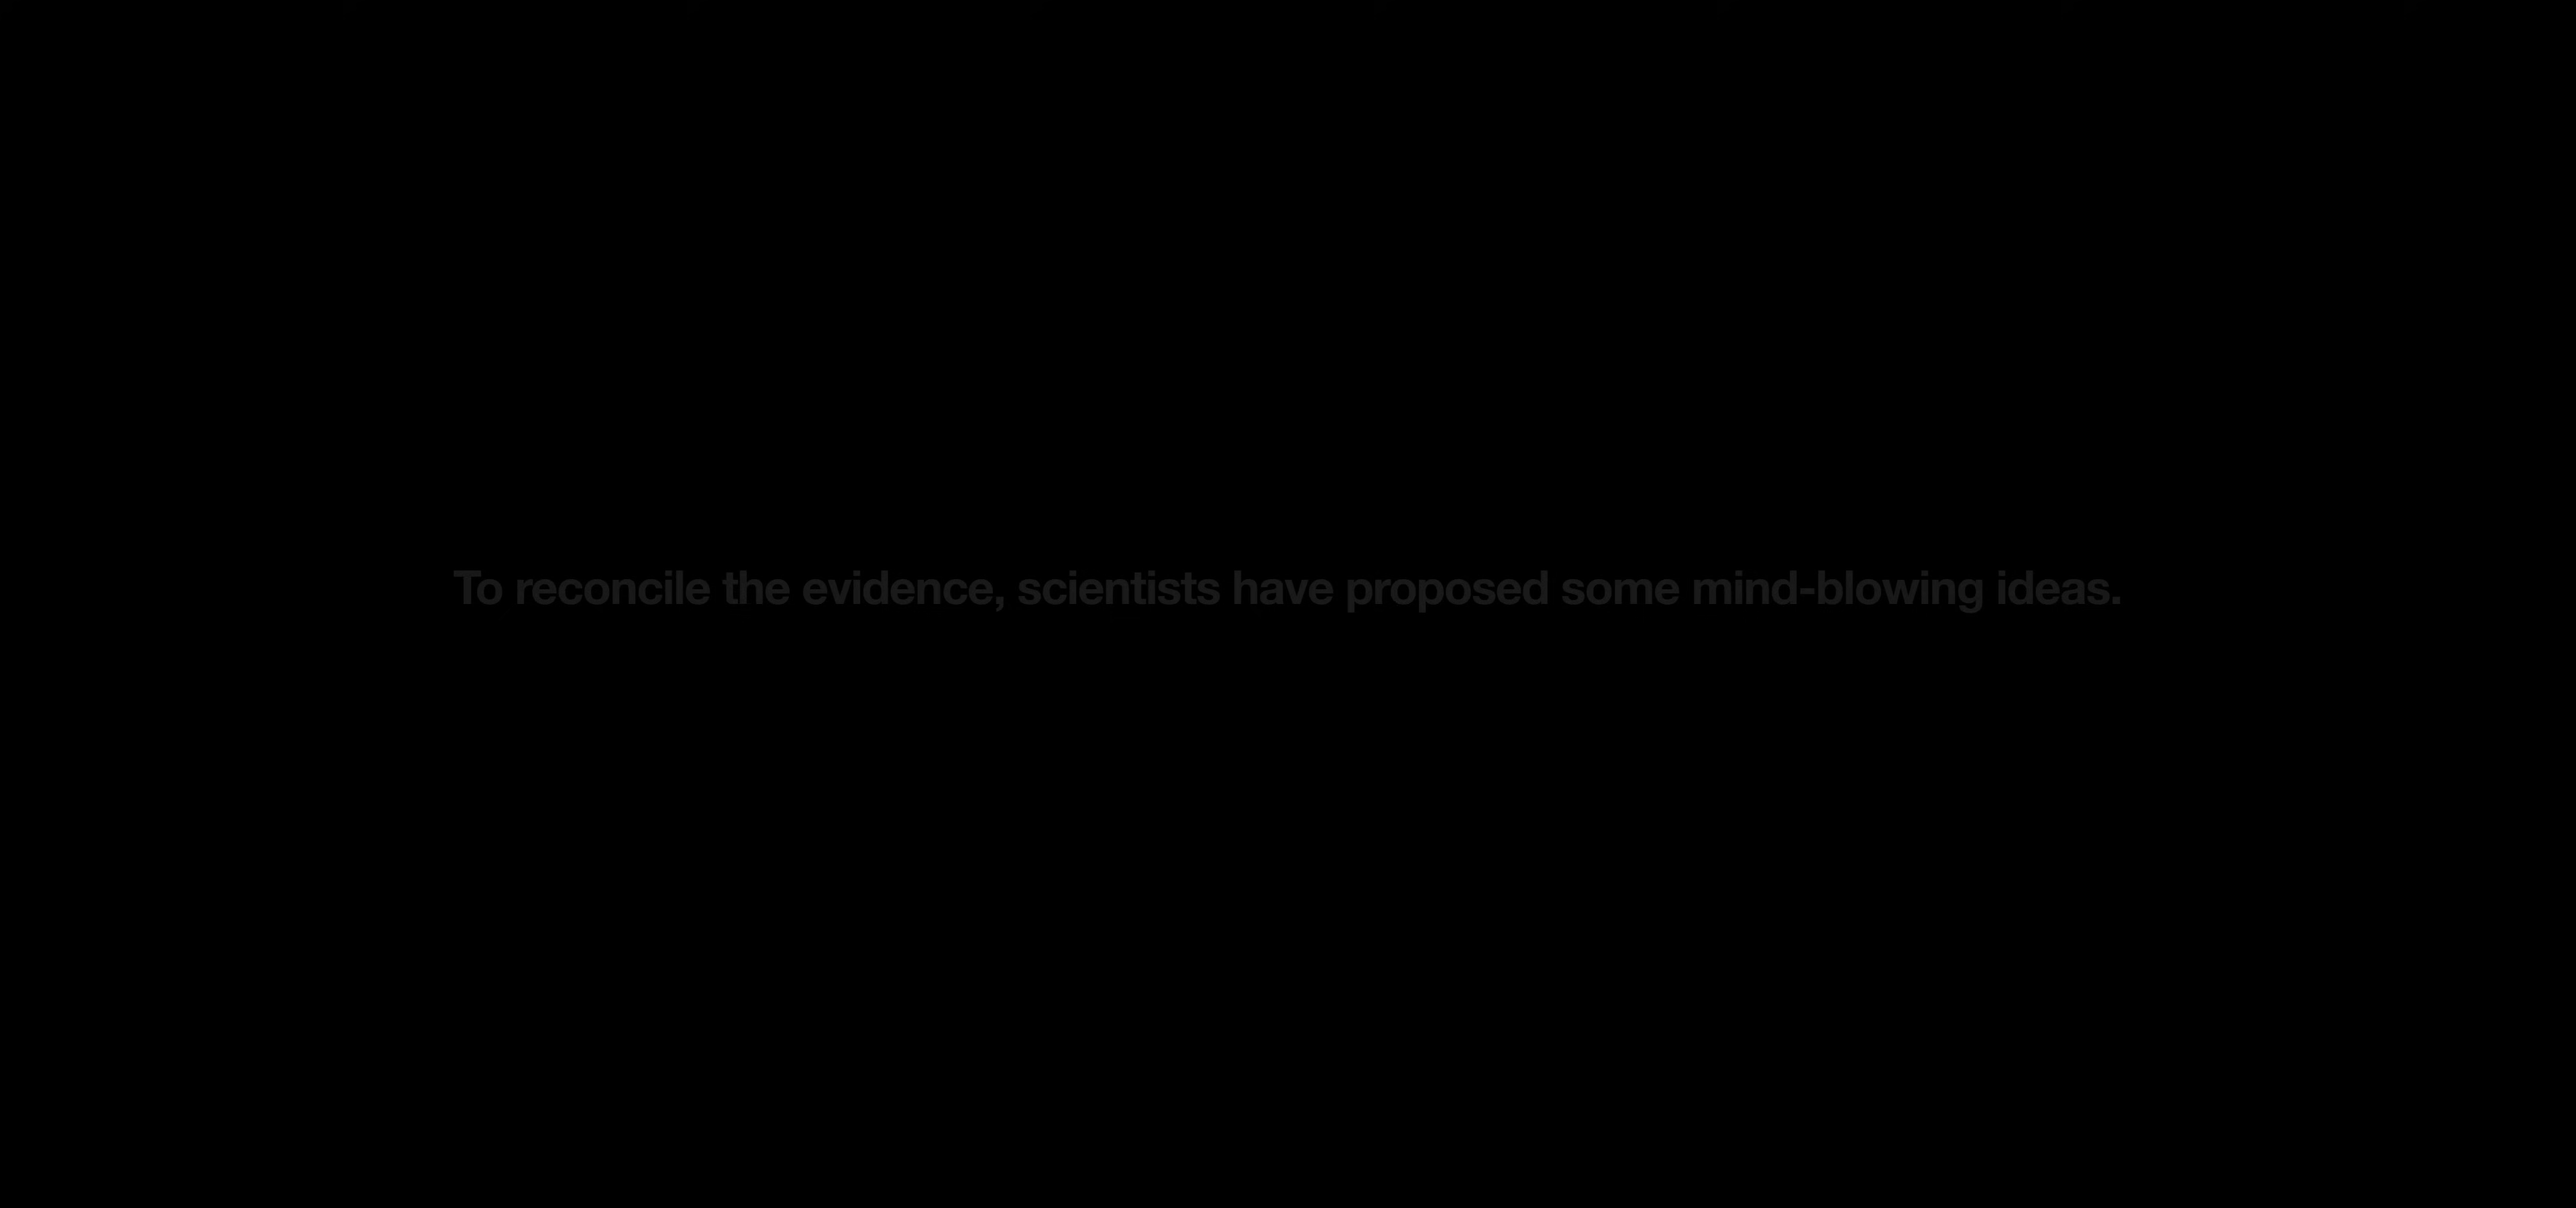 To reconcile the evidence, scientists have proposed some mind-blowing ideas.